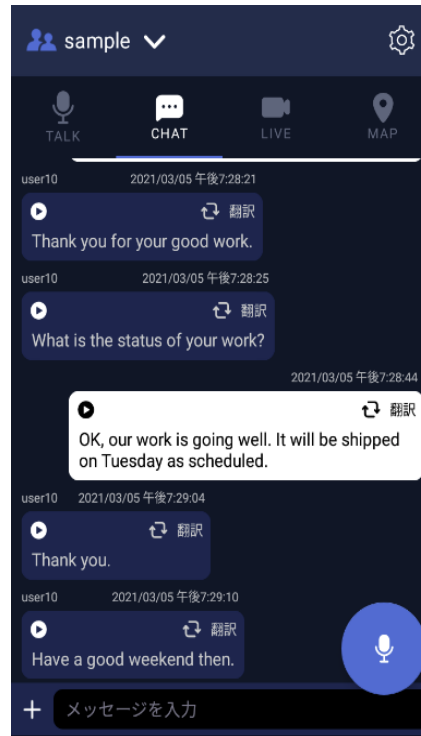 sample
TALK
CHAT
LIVE
MAP
user10 2021/03/05 午後7:28:21
翻訳
Thank you for your good work.
user10 2021/03/05 午後7:28:25
翻訳
What is the status of your work?
2021/03/05 午後7:28:44
翻訳
OK, our work is going well. It will be shipped
on Tuesday as scheduled.
user10 2021/03/05 午後7:29:04
翻訳
Thank you.
user10 2021/03/05 午後7:29:10
翻訳
Have a good weekend then.
メッセージを入力